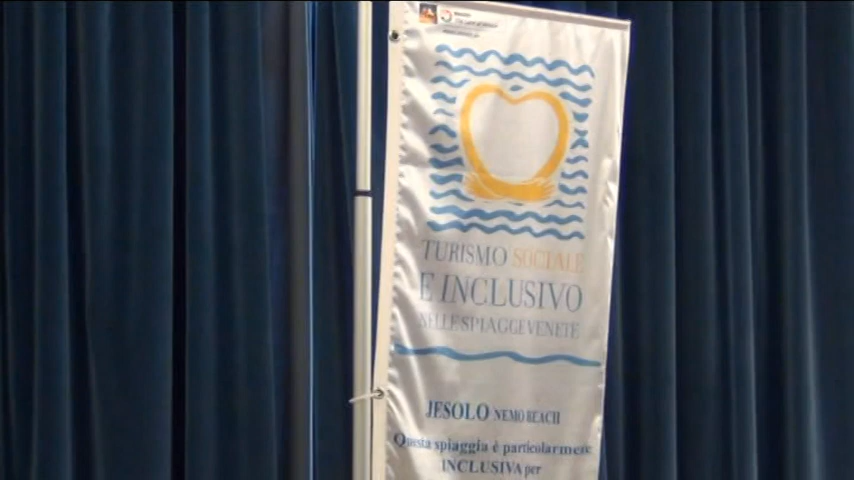 TURISMO SOCIALE
E INCLUSIVO
NELLE SPIAGGE VENETE
JESOLO NEMO BEACH
Questa spiaggia è particolarmente
INCLUSIVA per